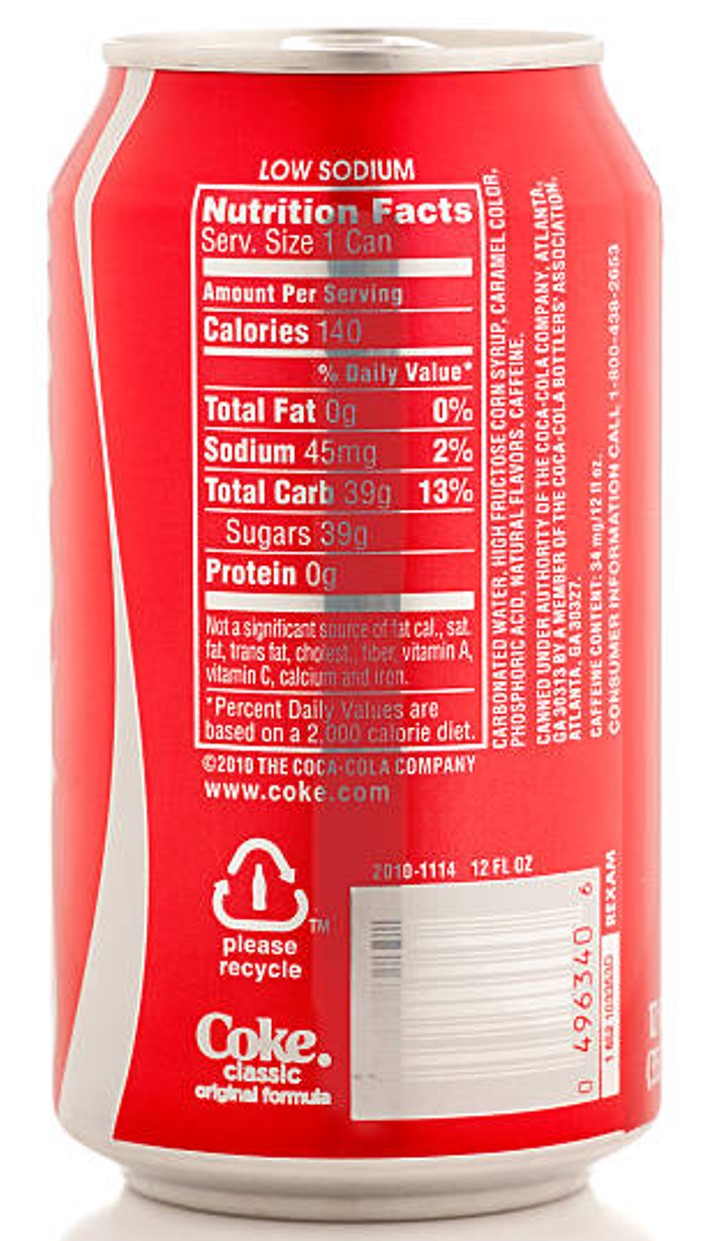 LOW SODIUM
Nutrition Facts
Serv. Size 1 Can
Amount Per Serving
Calories 140
% Daily Value*
Total Fat 0g 0%
Sodium 45mg 2%
Total Carb 39g 13%
Sugars 39g
Protein 0g
Not a significant source of fat cal., sat.
fat, trans fat, cholest., fiber, vitamin A,
vitamin C, calcium and iron.
*Percent Daily Values are
based on a 2,000 calorie diet.
©2010 THE COCA-COLA COMPANY
www.coke.com
CARBONATED WATER, HIGH FRUCTOSE CORN SYRUP, CARAMEL COLOR,
PHOSPHORIC ACID, NATURAL FLAVORS, CAFFEINE.
CANNED UNDER AUTHORITY OF THE COCA-COLA COMPANY, ATLANTA,
GA 30313 BY A MEMBER OF THE COCA-COLA BOTTLERS' ASSOCIATION,
ATLANTA, GA 30327.
CAFFEINE CONTENT: 34 mg/12 fl oz.
CONSUMER INFORMATION CALL 1-800-438-2653
TM
please
recycle
Coke.
classic
original formula
2010-1114 12 FL OZ
0 496340 6
REXAM